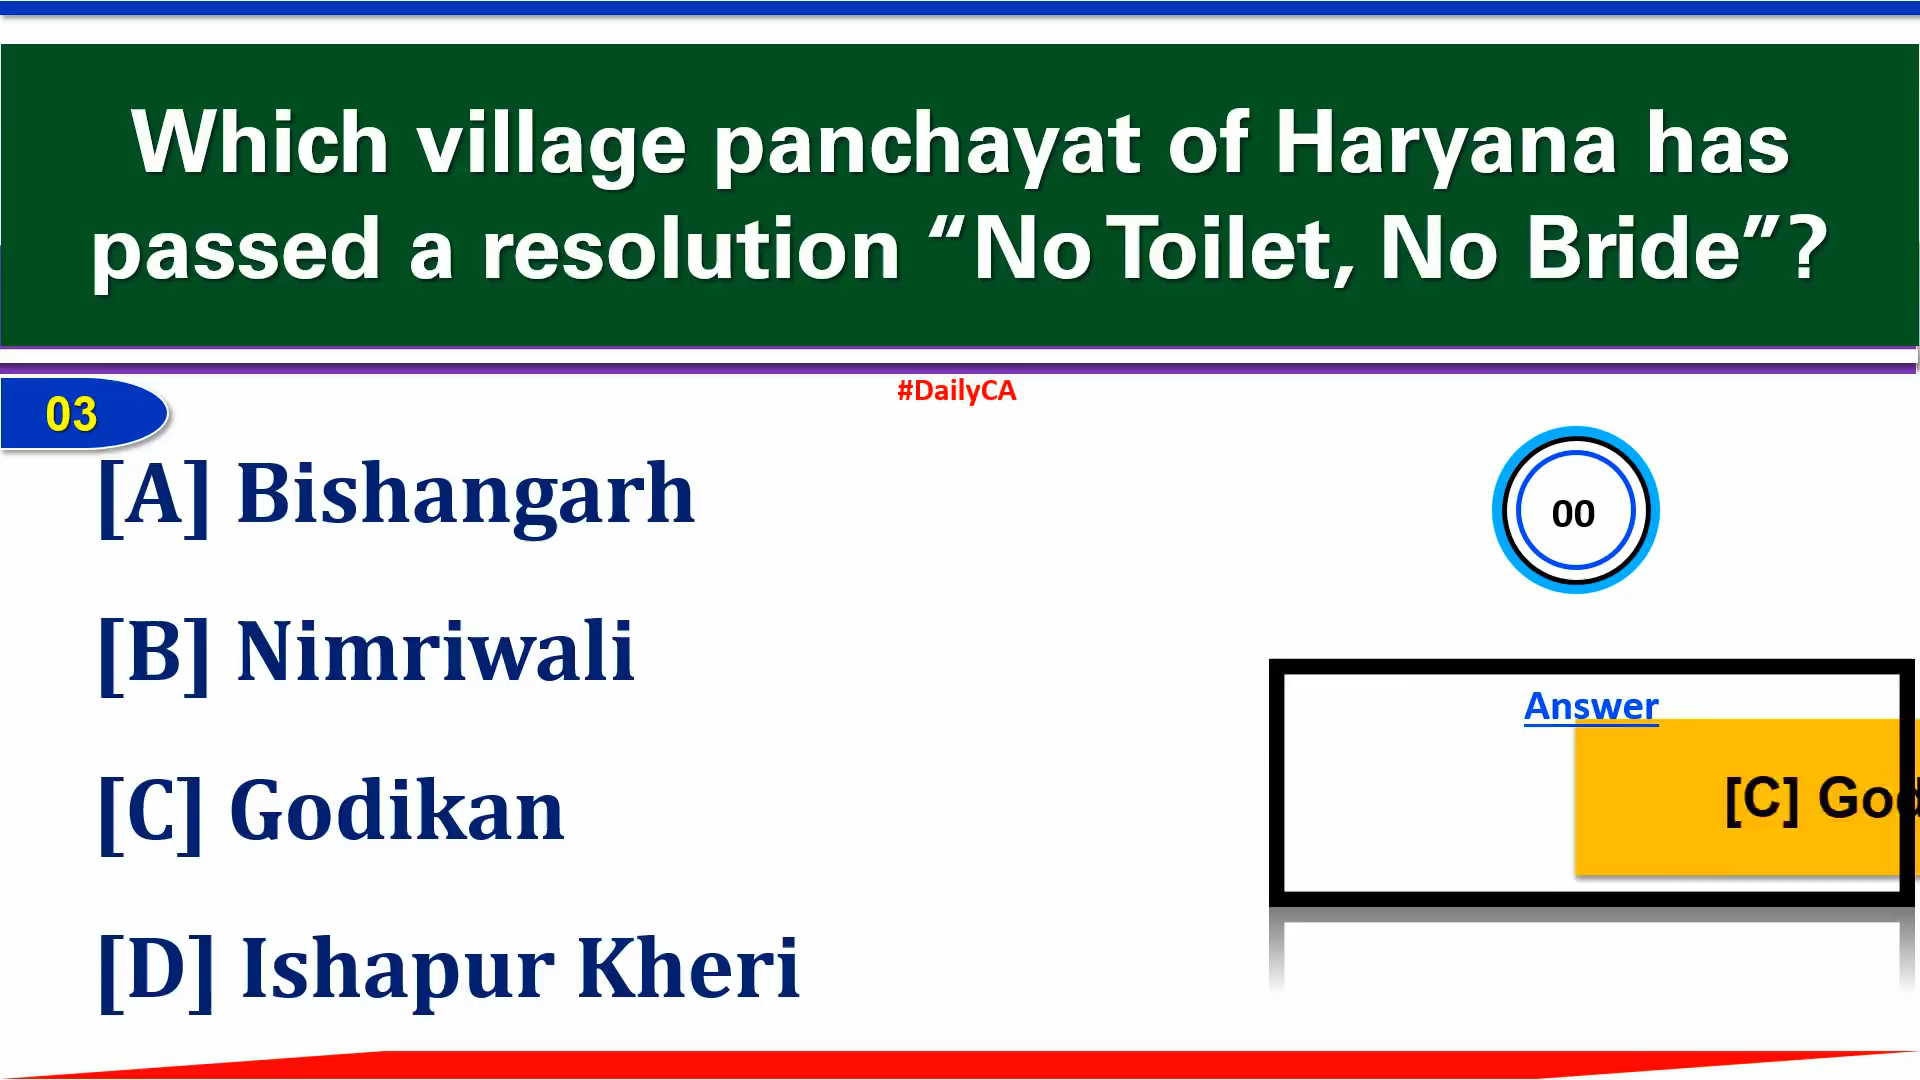 Which village panchayat of Haryana has
passed a resolution “No Toilet, No Bride”?
#DailyCA
03
[A] Bishangarh
00
[B] Nimriwali
Answer
[C] Godikan
[C] God
[D] Ishapur Kheri